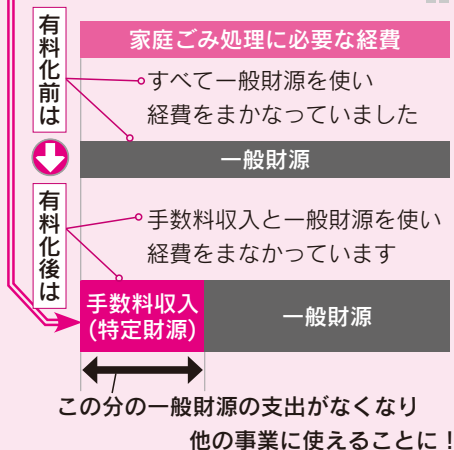 有料化前は
家庭ごみ処理に必要な経費
すべて一般財源を使い
経費をまかなっていました
一般財源
有料化後は
手数料収入と一般財源を使い
経費をまなかっています
手数料収入
(特定財源)
一般財源
この分の一般財源の支出がなくなり
他の事業に使えることに！